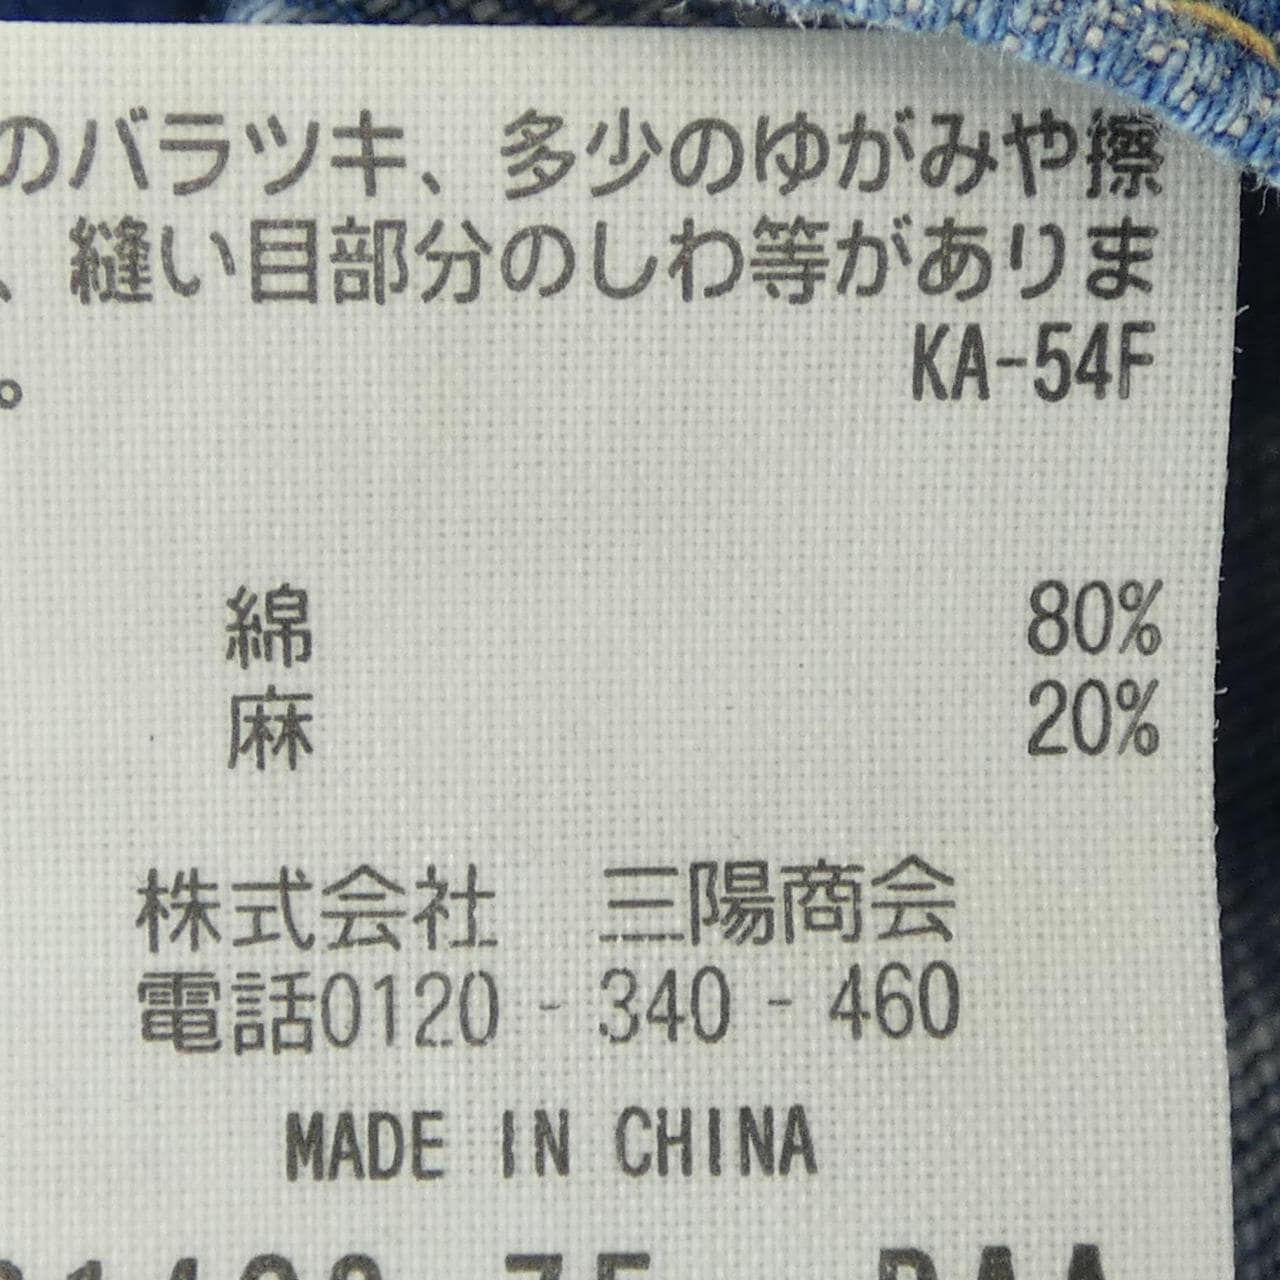 のバラツキ、多少のゆがみや擦
、縫い目部分のしわ等がありま
。 KA-54F
綿 80%
麻 20%
株式会社 三陽商会
電話0120-340-460
MADE IN CHINA